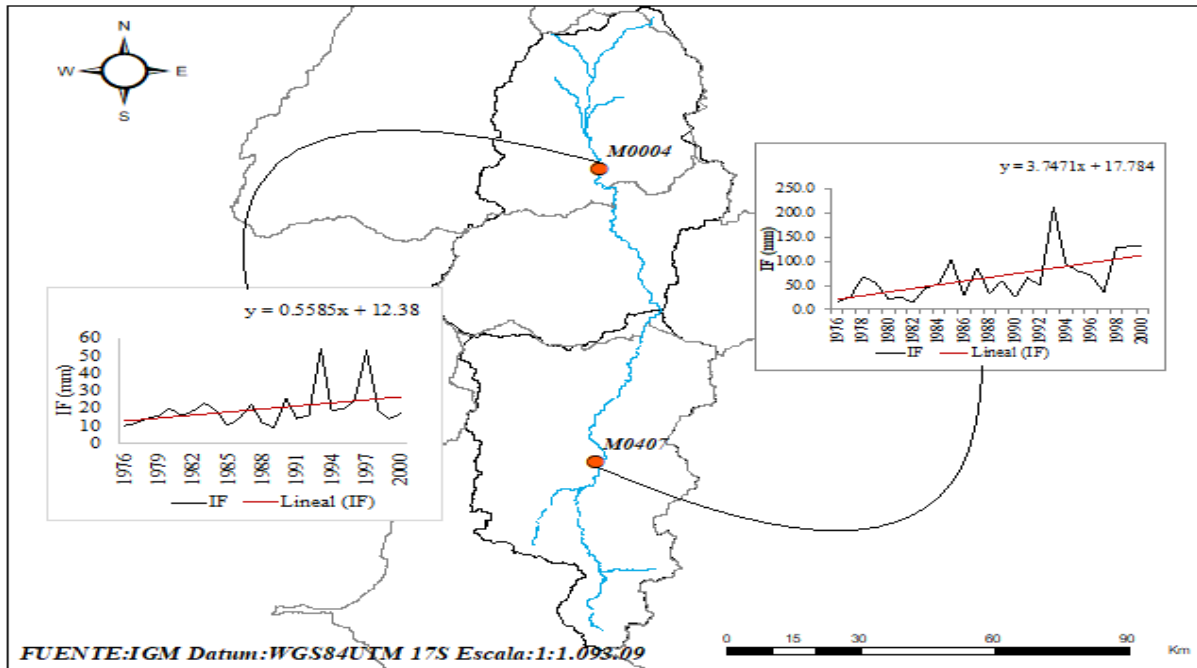 N
W E
S
M0004
y = 3.7471x + 17.784
250.0
200.0
150.0
100.0
50.0
0.0
IF (mm)
1976
1978
1980
1982
1984
1986
1988
1990
1992
1994
1996
1998
2000
IF Lineal (IF)
y = 0.5585x + 12.38
60
50
40
30
20
10
0
IF (mm)
1976
1979
1982
1985
1988
1991
1994
1997
2000
IF Lineal (IF)
M0407
0 15 30 60 90
Km
FUENTE:IGM Datum:WGS84UTM 17S Escala:1:1.093.09